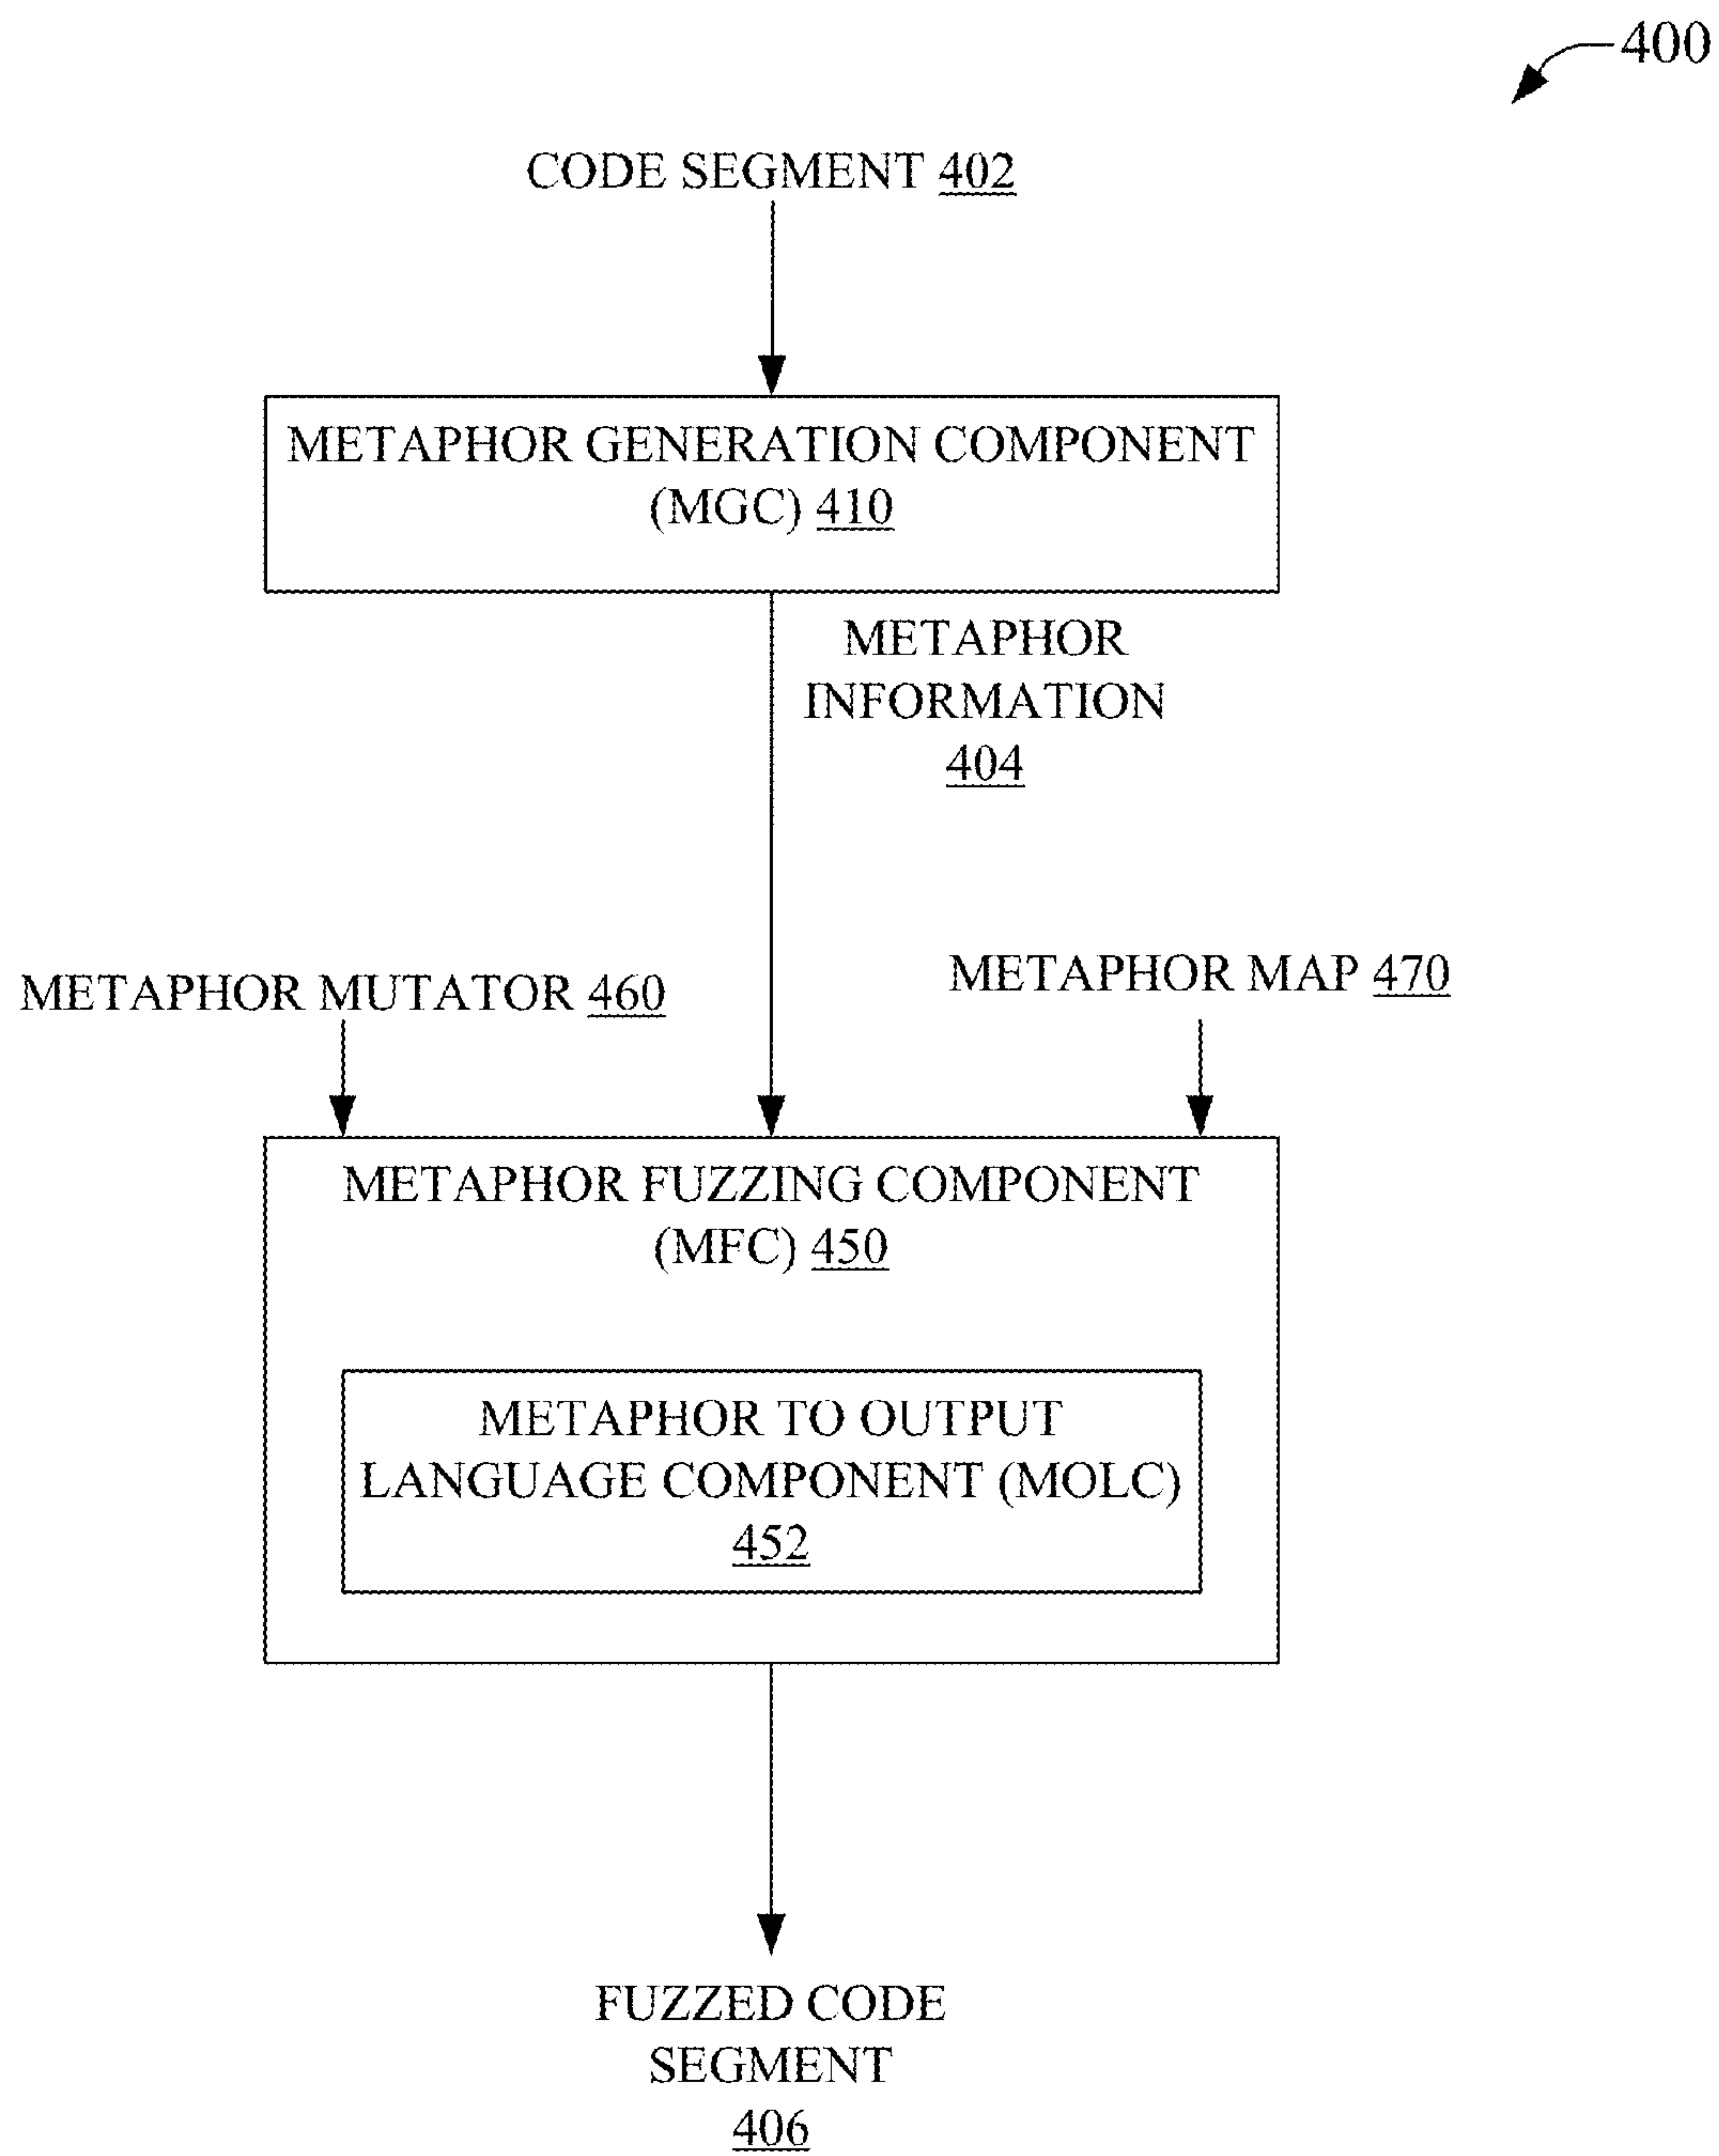 400
CODE SEGMENT 402
METAPHOR GENERATION COMPONENT
(MGC) 410
METAPHOR
INFORMATION
404
METAPHOR MUTATOR 460
METAPHOR MAP 470
METAPHOR FUZZING COMPONENT
(MFC) 450
METAPHOR TO OUTPUT
LANGUAGE COMPONENT (MOLC)
452
FUZZED CODE
SEGMENT
406